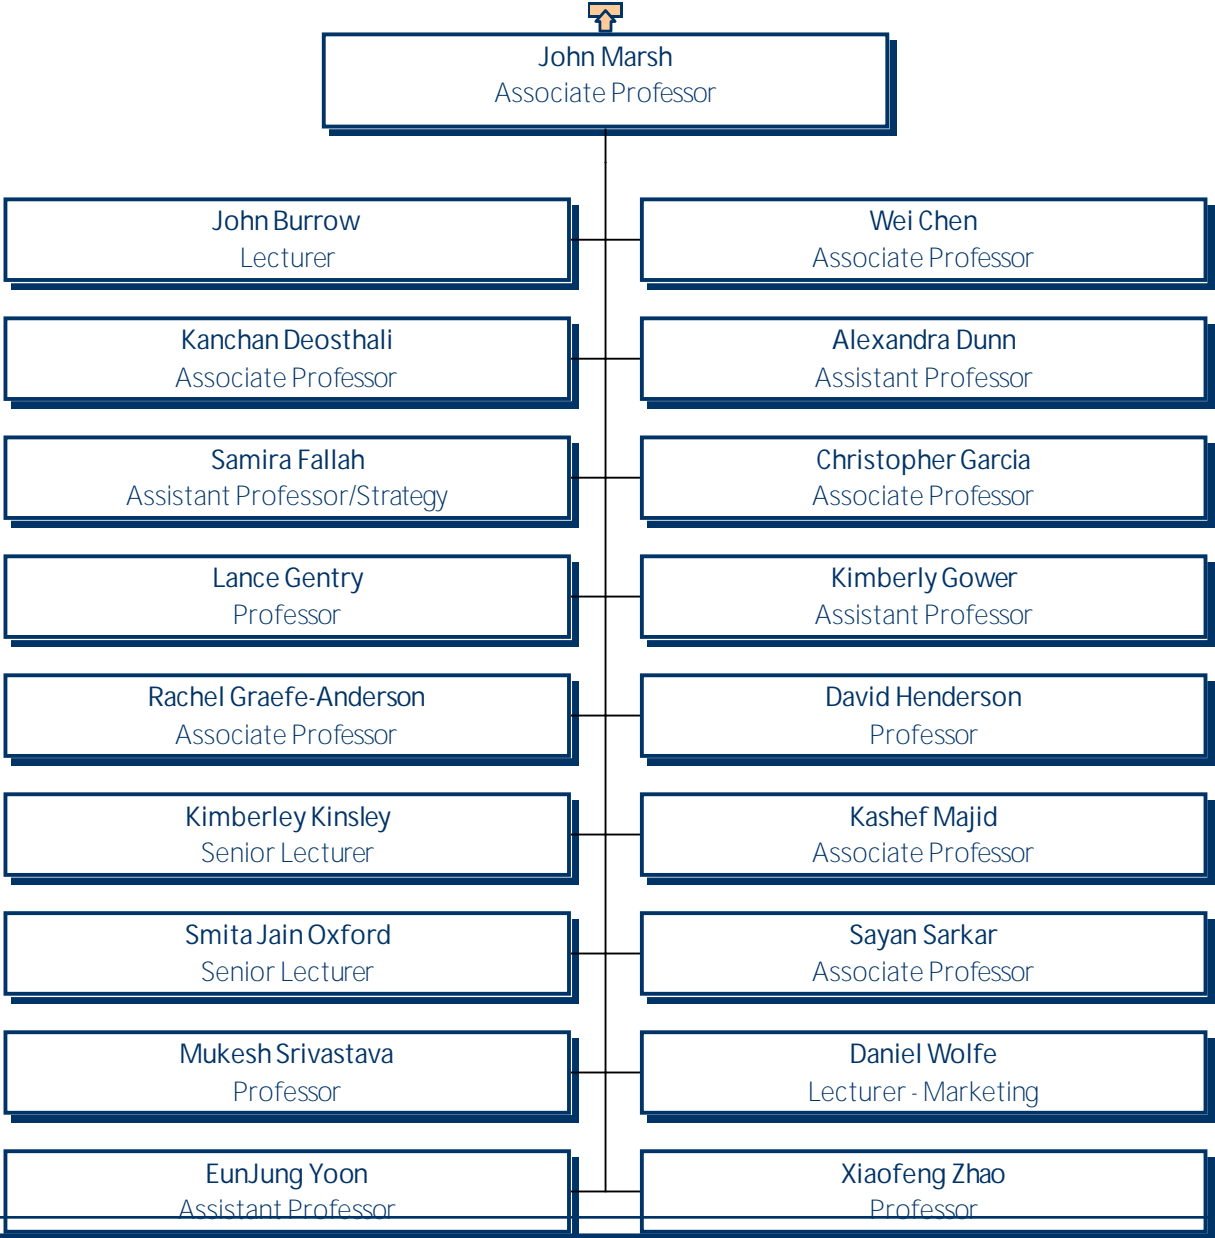 John Marsh
Associate Professor
John Burrow
Lecturer
Wei Chen
Associate Professor
Kanchan Deosthali
Associate Professor
Alexandra Dunn
Assistant Professor
Samira Fallah
Assistant Professor/Strategy
Christopher Garcia
Associate Professor
Lance Gentry
Professor
Kimberly Gower
Assistant Professor
Rachel Graefe-Anderson
Associate Professor
David Henderson
Professor
Kimberley Kinsley
Senior Lecturer
Kashef Majid
Associate Professor
Smita Jain Oxford
Senior Lecturer
Sayan Sarkar
Associate Professor
Mukesh Srivastava
Professor
Daniel Wolfe
Lecturer - Marketing
EunJung Yoon
Assistant Professor
Xiaofeng Zhao
Professor